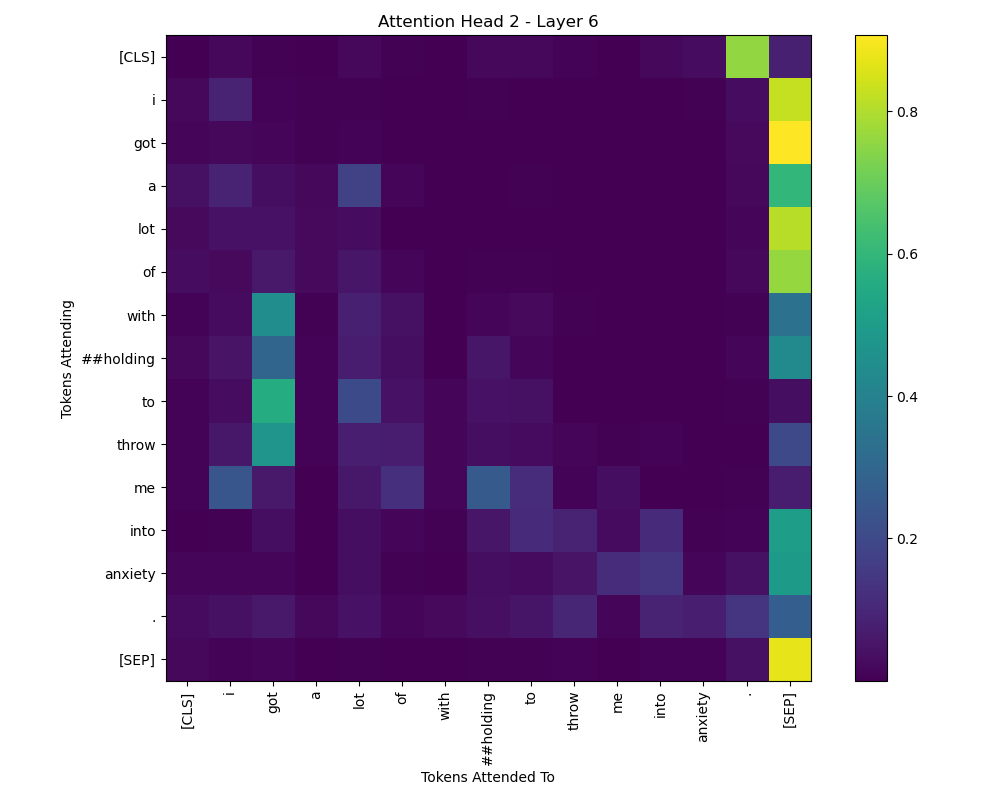 Attention Head 2 - Layer 6
Tokens Attending
[CLS]
i
got
a
lot
of
with
##holding
to
throw
me
into
anxiety
.
[SEP]
[CLS]
i
got
a
lot
of
with
##holding
to
throw
me
into
anxiety
.
[SEP]
Tokens Attended To
0.8
0.6
0.4
0.2